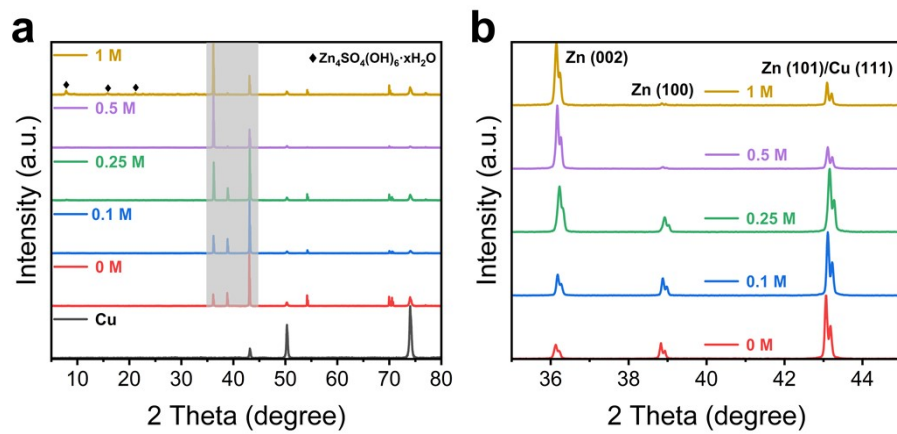 a
Intensity (a.u.)
1 M
◆Zn₄SO₄(OH)₆·xH₂O
0.5 M
0.25 M
0.1 M
0 M
Cu
10 20 30 40 50 60 70 80
2 Theta (degree)
b
Intensity (a.u.)
Zn (002)
Zn (100)
Zn (101)/Cu (111)
1 M
0.5 M
0.25 M
0.1 M
0 M
36 38 40 42 44
2 Theta (degree)